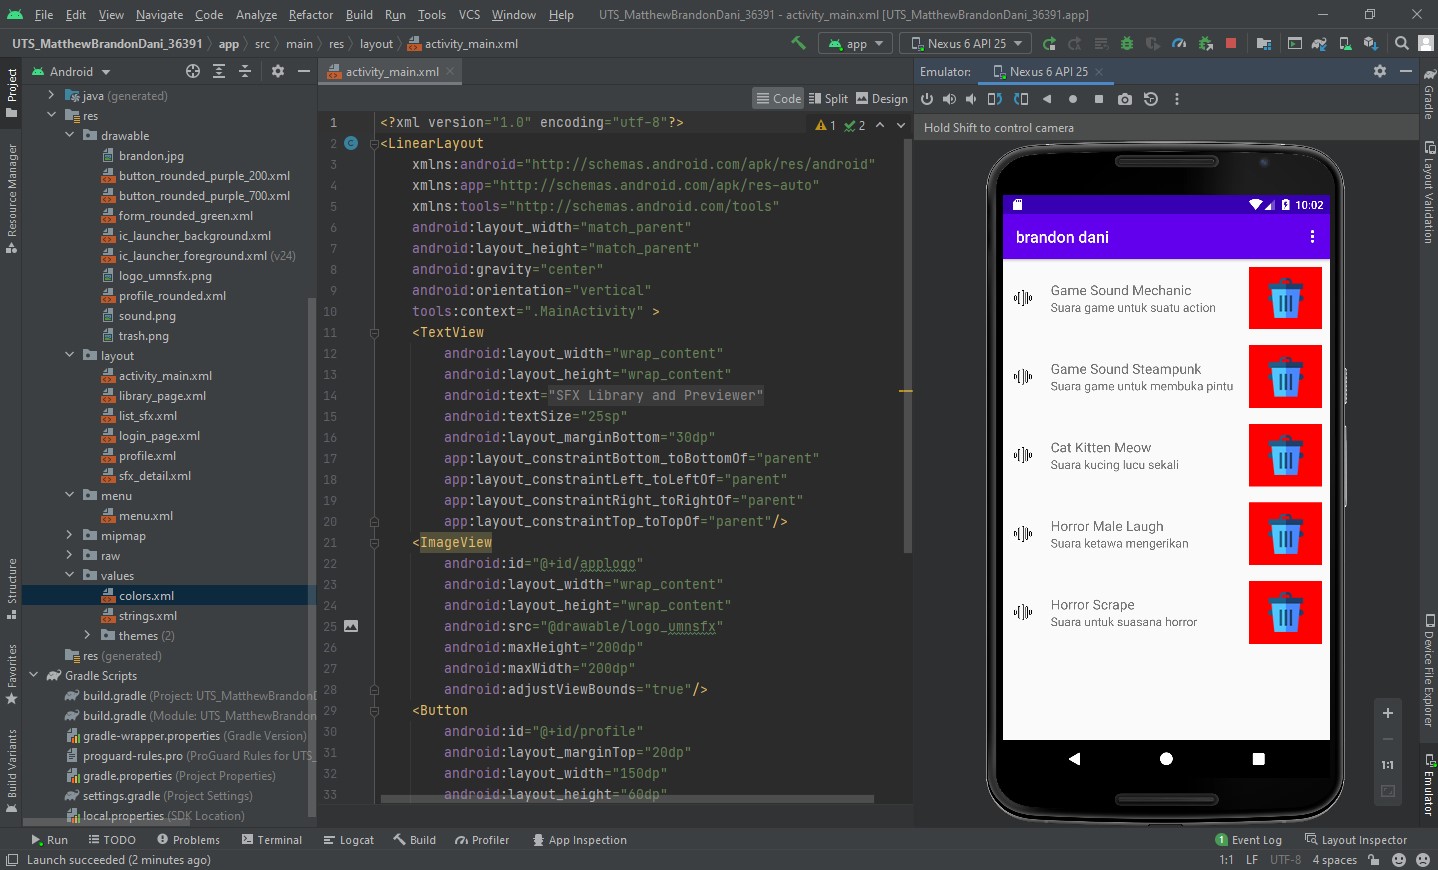 File Edit View Navigate Code Analyze Refactor Build Run Tools VCS Window Help UTS_MatthewBrandonDani_36391 - activity_main.xml [UTS_MatthewBrandonDani_36391.app]
UTS_MatthewBrandonDani_36391 app src main res layout activity_main.xml app Nexus 6 API 25
Project
Resource Manager
Structure
Favorites
Build Variants
Android
java (generated)
res
drawable
brandon.jpg
button_rounded_purple_200.xml
button_rounded_purple_700.xml
form_rounded_green.xml
ic_launcher_background.xml
ic_launcher_foreground.xml (v24)
logo_umnsfx.png
profile_rounded.xml
sound.png
trash.png
layout
activity_main.xml
library_page.xml
list_sfx.xml
login_page.xml
profile.xml
sfx_detail.xml
menu
menu.xml
mipmap
raw
values
colors.xml
strings.xml
themes (2)
res (generated)
Gradle Scripts
build.gradle (Project: UTS_MatthewBrandonD
build.gradle (Module: UTS_MatthewBrandon
gradle-wrapper.properties (Gradle Version)
proguard-rules.pro (ProGuard Rules for UTS_
gradle.properties (Project Properties)
settings.gradle (Project Settings)
local.properties (SDK Location)
activity_main.xml
Code Split Design
1 2
1 <?xml version="1.0" encoding="utf-8"?>
2 <LinearLayout
3 xmlns:android="http://schemas.android.com/apk/res/android"
4 xmlns:app="http://schemas.android.com/apk/res-auto"
5 xmlns:tools="http://schemas.android.com/tools"
6 android:layout_width="match_parent"
7 android:layout_height="match_parent"
8 android:gravity="center"
9 android:orientation="vertical"
10 tools:context=".MainActivity" >
11 <TextView
12 android:layout_width="wrap_content"
13 android:layout_height="wrap_content"
14 android:text="SFX Library and Previewer"
15 android:textSize="25sp"
16 android:layout_marginBottom="30dp"
17 app:layout_constraintBottom_toBottomOf="parent"
18 app:layout_constraintLeft_toLeftOf="parent"
19 app:layout_constraintRight_toRightOf="parent"
20 app:layout_constraintTop_toTopOf="parent"/>
21 <ImageView
22 android:id="@+id/applogo"
23 android:layout_width="wrap_content"
24 android:layout_height="wrap_content"
25 android:src="@drawable/logo_umnsfx"
26 android:maxHeight="200dp"
27 android:maxWidth="200dp"
28 android:adjustViewBounds="true"/>
29 <Button
30 android:id="@+id/profile"
31 android:layout_marginTop="20dp"
32 android:layout_width="150dp"
33 android:layout_height="60dp"
Emulator: Nexus 6 API 25
Hold Shift to control camera
10:02
brandon dani
Game Sound Mechanic
Suara game untuk suatu action
Game Sound Steampunk
Suara game untuk membuka pintu
Cat Kitten Meow
Suara kucing lucu sekali
Horror Male Laugh
Suara ketawa mengerikan
Horror Scrape
Suara untuk suasana horror
1:1
Gradle
Layout Validation
Device File Explorer
Emulator
Run TODO Problems Terminal Logcat Build Profiler App Inspection 1 Event Log Layout Inspector
Launch succeeded (2 minutes ago) 1:1 LF UTF-8 4 spaces